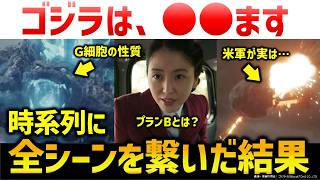 ゴジラは、●●ます
G細胞の性質
米軍が実は…
プランBとは?
時系列に
全シーンを繋いだ結果